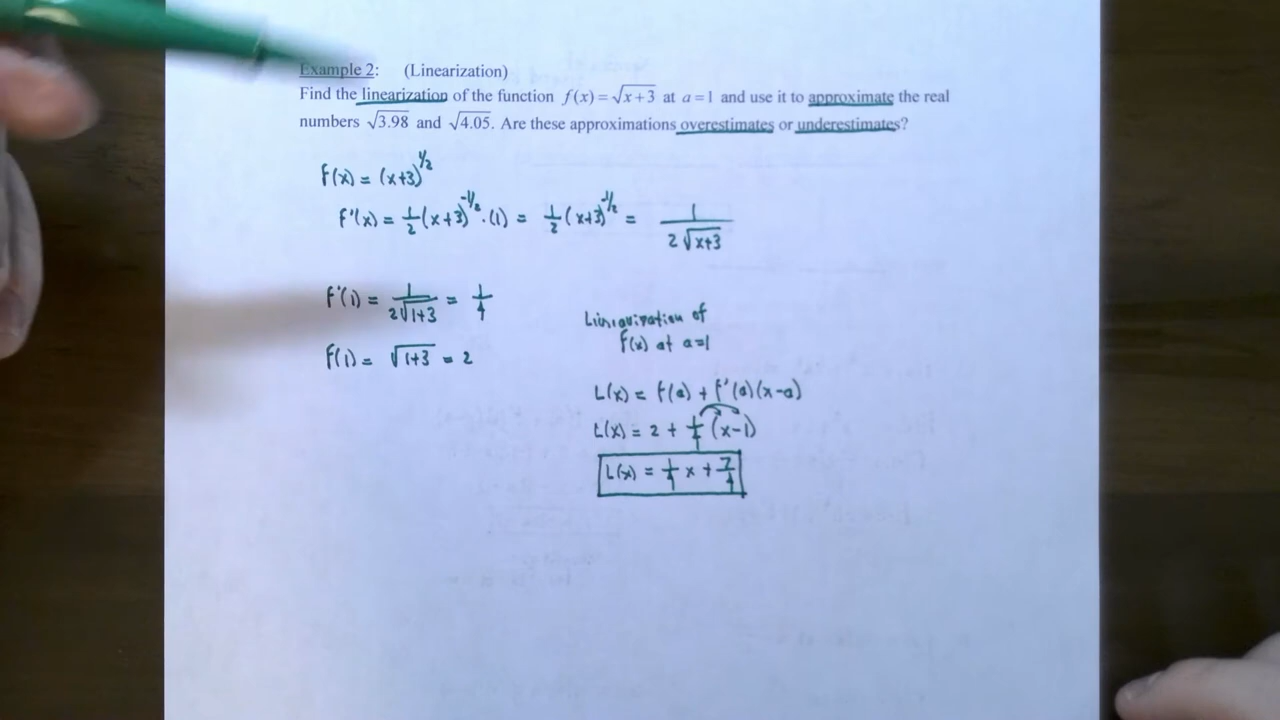 Example 2: (Linearization)
Find the linearization of the function f(x)=√x+3 at a=1 and use it to approximate the real
numbers √3.98 and √4.05. Are these approximations overestimates or underestimates?
f(x) = (x+3)^1/2
f'(x) = 1/2 (x+3)^-1/2 · (1) = 1/2 (x+3)^-1/2 = 1/2√x+3
f'(1) = 1/2√1+3 = 1/4
f(1) = √1+3 = 2
Linearization of
f(x) at a=1
L(x) = f(a) + f'(a)(x-a)
L(x) = 2 + 1/4 (x-1)
L(x) = 1/4 x + 7/4